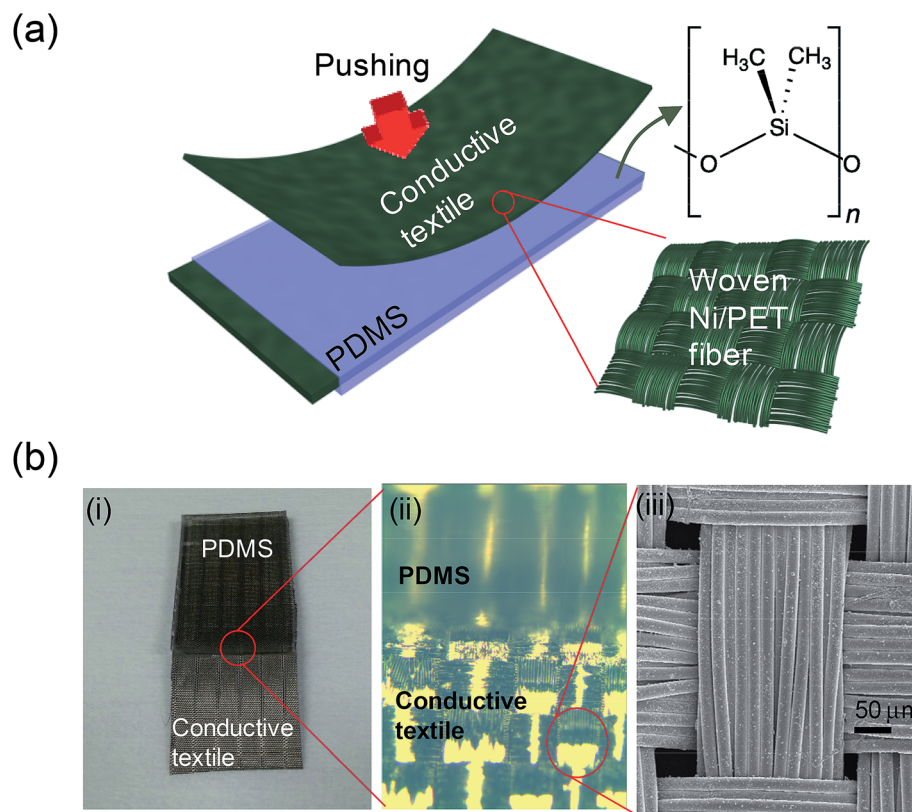 (a)
Pushing
Conductive
textile
PDMS
H₃C
CH₃
Si
O
O
n
Woven
Ni/PET
fiber
(b)
(i)
PDMS
Conductive
textile
(ii)
PDMS
Conductive
textile
(iii)
50 μm